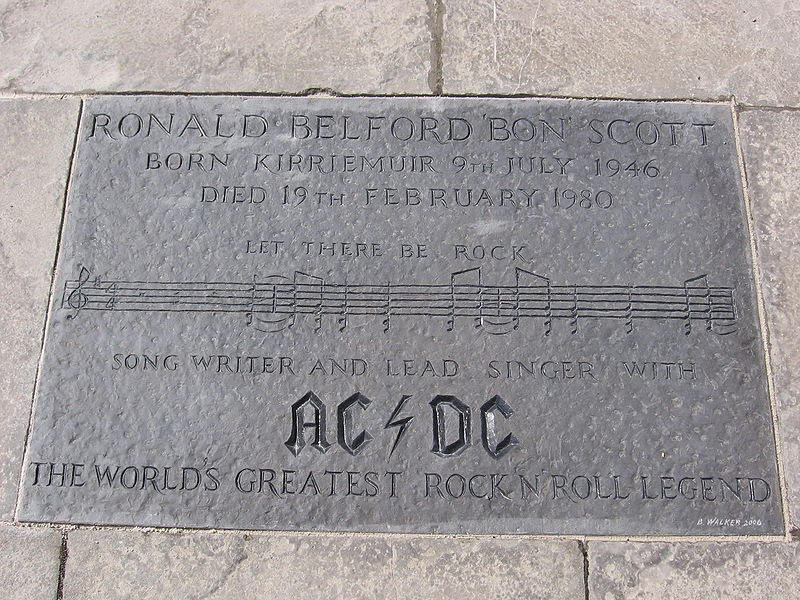 RONALD BELFORD 'BON' SCOTT
BORN KIRRIEMUIR 9TH JULY 1946
DIED 19TH FEBRUARY 1980
LET THERE BE ROCK
SONG WRITER AND LEAD SINGER WITH
AC⚡DC
THE WORLD'S GREATEST ROCK N' ROLL LEGEND
B. WALKER 2006